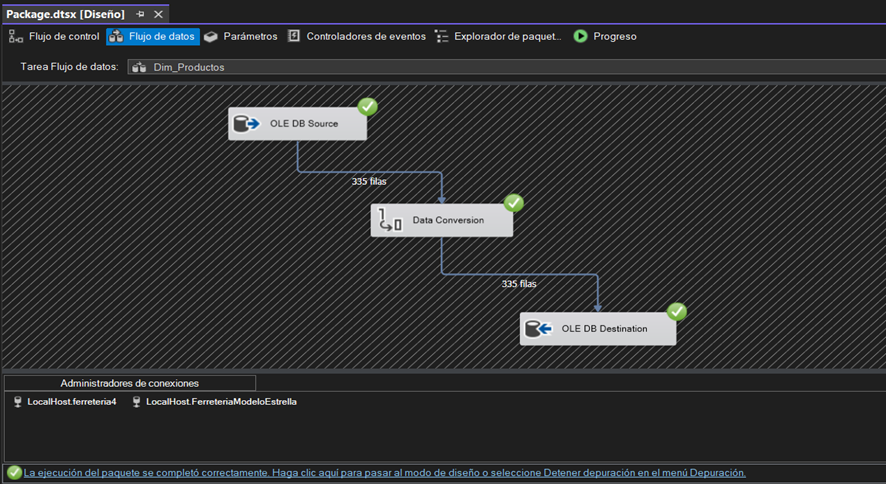 Package.dtsx [Diseño]
Flujo de control Flujo de datos Parámetros Controladores de eventos Explorador de paquet... Progreso
Tarea Flujo de datos: Dim_Productos
OLE DB Source
335 filas
Data Conversion
335 filas
OLE DB Destination
Administradores de conexiones
LocalHost.ferreteria4 LocalHost.FerreteriaModeloEstrella
La ejecución del paquete se completó correctamente. Haga clic aquí para pasar al modo de diseño o seleccione Detener depuración en el menú Depuración.